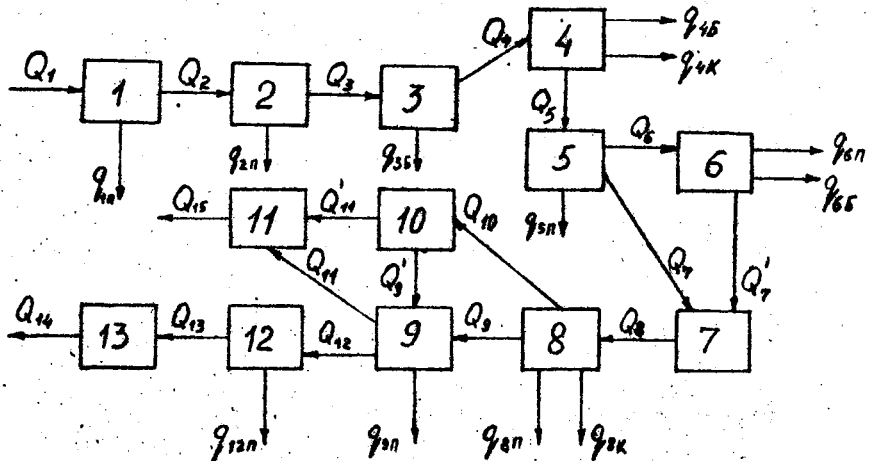 Q₁ 1 Q₂ 2 Q₃ 3 Q₄ 4 q₄Б
q₄К
q₁п q₂п q₃Б Q₅
5 Q₆ 6 q₆п
q₆Б
q₅п
Q₁₅ 11 Q'₁₁ 10 Q₁₀
Q₁₁ Q'₉ Q₇ Q'₇
Q₁₄ 13 Q₁₃ 12 Q₁₂ 9 Q₉ 8 Q₈ 7
q₁₂п q₉п q₈п q₈К